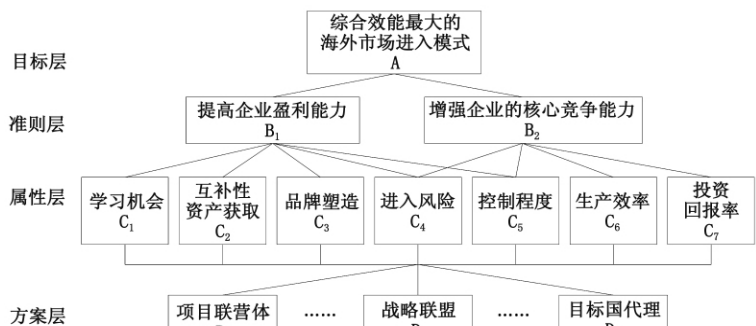 综合效能最大的
海外市场进入模式
A
目标层
准则层
提高企业盈利能力
B₁
增强企业的核心竞争能力
B₂
属性层
学习机会
C₁
互补性
资产获取
C₂
品牌塑造
C₃
进入风险
C₄
控制程度
C₅
生产效率
C₆
投资
回报率
C₇
方案层
项目联营体
……
战略联盟
……
目标国代理